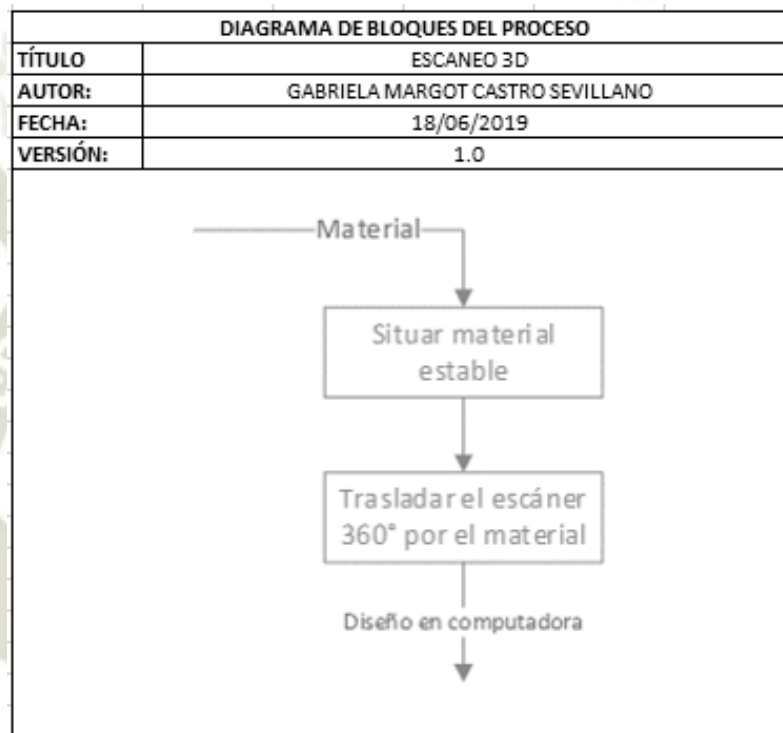 DIAGRAMA DE BLOQUES DEL PROCESO
TÍTULO ESCANEO 3D
AUTOR: GABRIELA MARGOT CASTRO SEVILLANO
FECHA: 18/06/2019
VERSIÓN: 1.0
Material
Situar material
estable
Trasladar el escáner
360° por el material
Diseño en computadora